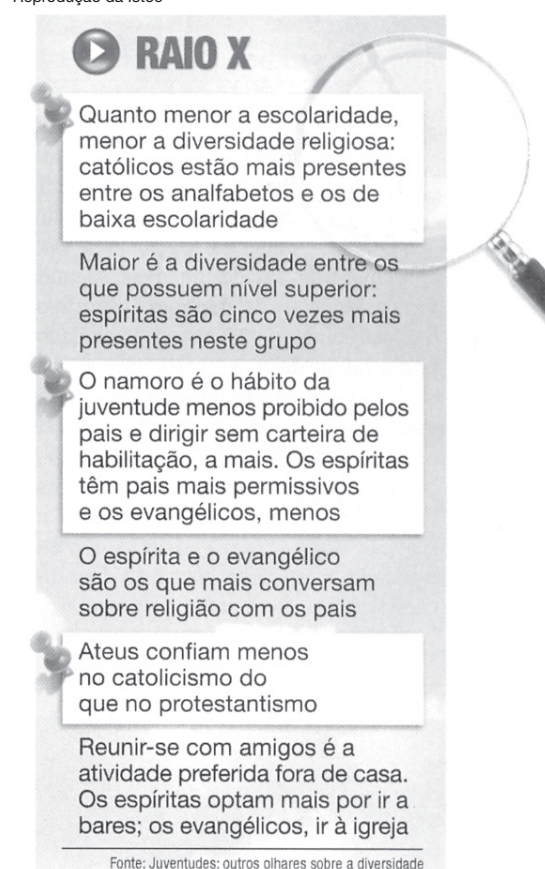 Reprodução da Istoé
RAIO X
Quanto menor a escolaridade,
menor a diversidade religiosa:
católicos estão mais presentes
entre os analfabetos e os de
baixa escolaridade
Maior é a diversidade entre os
que possuem nível superior:
espíritas são cinco vezes mais
presentes neste grupo
O namoro é o hábito da
juventude menos proibido pelos
pais e dirigir sem carteira de
habilitação, a mais. Os espíritas
têm pais mais permissivos
e os evangélicos, menos
O espírita e o evangélico
são os que mais conversam
sobre religião com os pais
Ateus confiam menos
no catolicismo do
que no protestantismo
Reunir-se com amigos é a
atividade preferida fora de casa.
Os espíritas optam mais por ir a
bares; os evangélicos, ir à igreja
Fonte: Juventudes: outros olhares sobre a diversidade